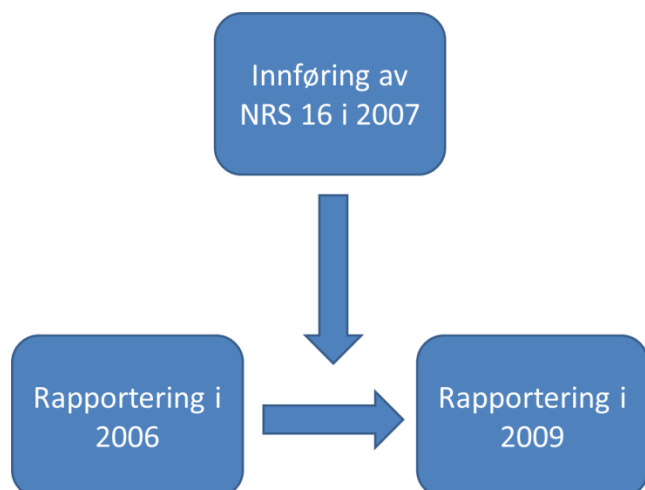 Innføring av
NRS 16 i 2007
Rapportering i
2006
Rapportering i
2009